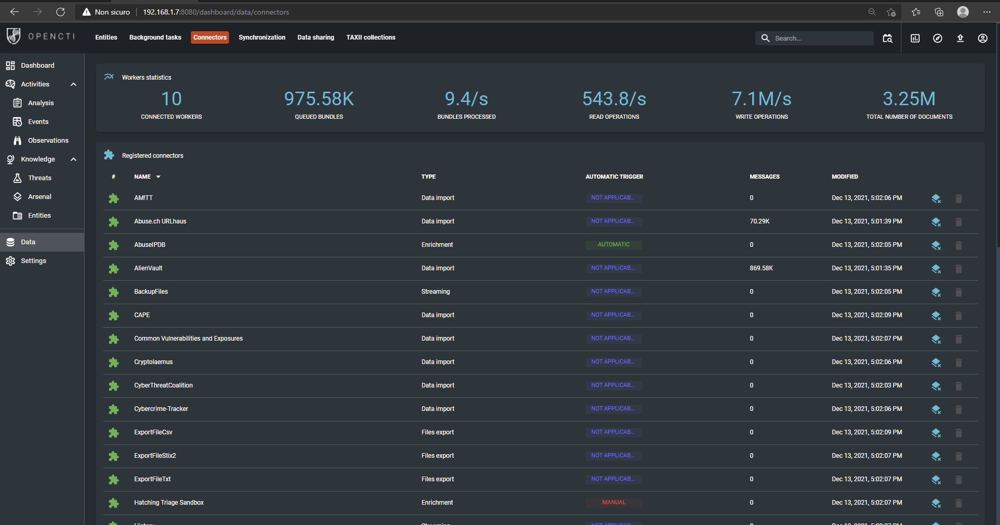 Non sicuro 192.168.1.7:8080/dashboard/data/connectors
OPENCTI Entities Background tasks Connectors Synchronization Data sharing TAXII collections Search...
Dashboard
Activities
Analysis
Events
Observations
Knowledge
Threats
Arsenal
Entities
Data
Settings
Workers statistics
10 975.58K 9.4/s 543.8/s 7.1M/s 3.25M
CONNECTED WORKERS QUEUED BUNDLES BUNDLES PROCESSED READ OPERATIONS WRITE OPERATIONS TOTAL NUMBER OF DOCUMENTS
Registered connectors
# NAME TYPE AUTOMATIC TRIGGER MESSAGES MODIFIED
AM!TT Data import NOT APPLICAB... 0 Dec 13, 2021, 5:02:06 PM
Abuse.ch URLhaus Data import NOT APPLICAB... 70.29K Dec 13, 2021, 5:01:39 PM
AbuseIPDB Enrichment AUTOMATIC 0 Dec 13, 2021, 5:02:05 PM
AlienVault Data import NOT APPLICAB... 869.58K Dec 13, 2021, 5:01:35 PM
BackupFiles Streaming NOT APPLICAB... 0 Dec 13, 2021, 5:02:05 PM
CAPE Data import NOT APPLICAB... 0 Dec 13, 2021, 5:02:09 PM
Common Vulnerabilities and Exposures Data import NOT APPLICAB... 0 Dec 13, 2021, 5:02:07 PM
Cryptolaemus Data import NOT APPLICAB... 0 Dec 13, 2021, 5:02:06 PM
CyberThreatCoalition Data import NOT APPLICAB... 0 Dec 13, 2021, 5:02:03 PM
Cybercrime-Tracker Data import NOT APPLICAB... 0 Dec 13, 2021, 5:02:06 PM
ExportFileCsv Files export NOT APPLICAB... 0 Dec 13, 2021, 5:02:09 PM
ExportFileStix2 Files export NOT APPLICAB... 0 Dec 13, 2021, 5:02:07 PM
ExportFileTxt Files export NOT APPLICAB... 0 Dec 13, 2021, 5:02:07 PM
Hatching Triage Sandbox Enrichment MANUAL 0 Dec 13, 2021, 5:02:07 PM